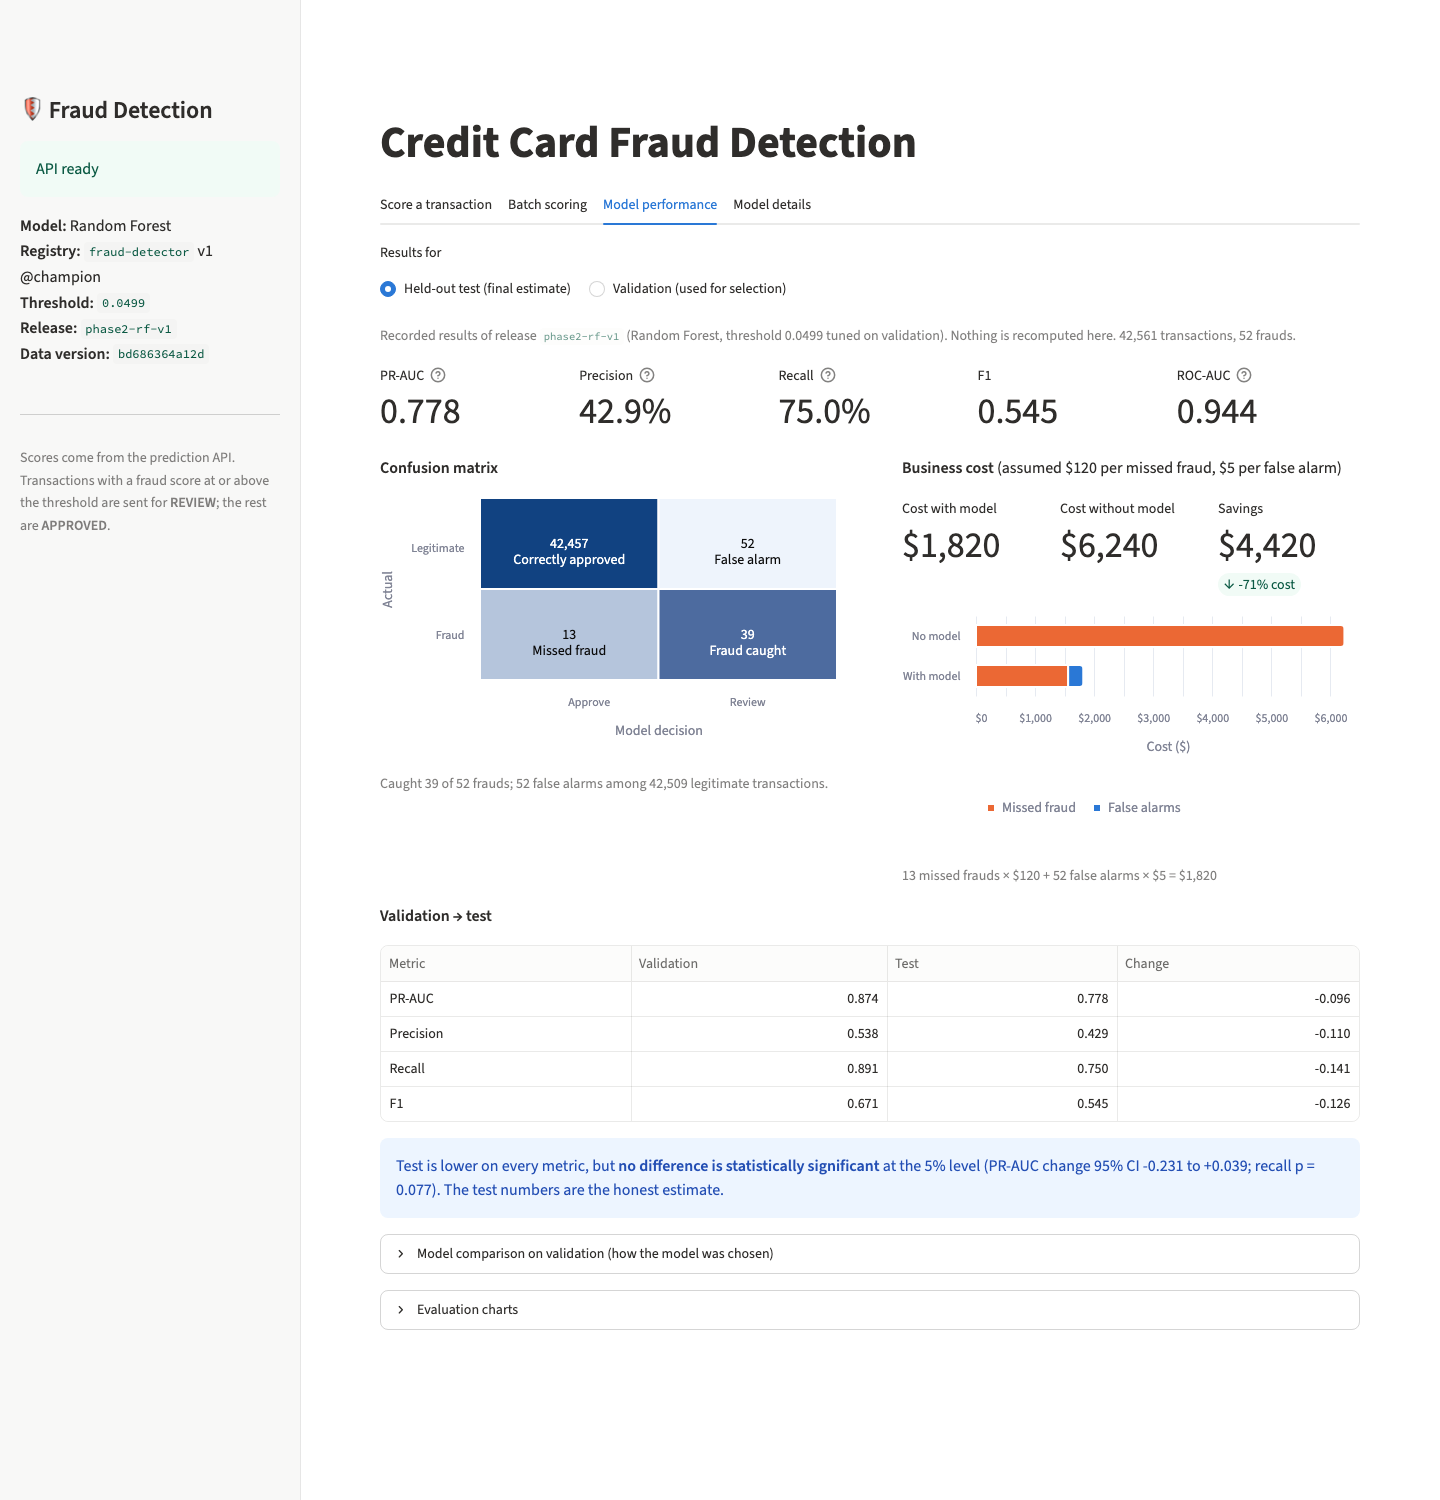 Fraud Detection
API ready
Model: Random Forest
Registry: fraud-detector v1
@champion
Threshold: 0.0499
Release: phase2-rf-v1
Data version: bd686364a12d
Scores come from the prediction API.
Transactions with a fraud score at or above
the threshold are sent for REVIEW; the rest
are APPROVED.
Credit Card Fraud Detection
Score a transaction Batch scoring Model performance Model details
Results for
Held-out test (final estimate) Validation (used for selection)
Recorded results of release phase2-rf-v1 (Random Forest, threshold 0.0499 tuned on validation). Nothing is recomputed here. 42,561 transactions, 52 frauds.
PR-AUC Precision Recall F1 ROC-AUC
0.778 42.9% 75.0% 0.545 0.944
Confusion matrix
Actual
Legitimate
42,457 52
Correctly approved False alarm
Fraud
13 39
Missed fraud Fraud caught
Approve Review
Model decision
Caught 39 of 52 frauds; 52 false alarms among 42,509 legitimate transactions.
Business cost (assumed $120 per missed fraud, $5 per false alarm)
Cost with model Cost without model Savings
$1,820 $6,240 $4,420
↓ -71% cost
No model
With model
$0 $1,000 $2,000 $3,000 $4,000 $5,000 $6,000
Cost ($)
Missed fraud False alarms
13 missed frauds × $120 + 52 false alarms × $5 = $1,820
Validation → test
Metric Validation Test Change
PR-AUC 0.874 0.778 -0.096
Precision 0.538 0.429 -0.110
Recall 0.891 0.750 -0.141
F1 0.671 0.545 -0.126
Test is lower on every metric, but no difference is statistically significant at the 5% level (PR-AUC change 95% CI -0.231 to +0.039; recall p =
0.077). The test numbers are the honest estimate.
Model comparison on validation (how the model was chosen)
Evaluation charts